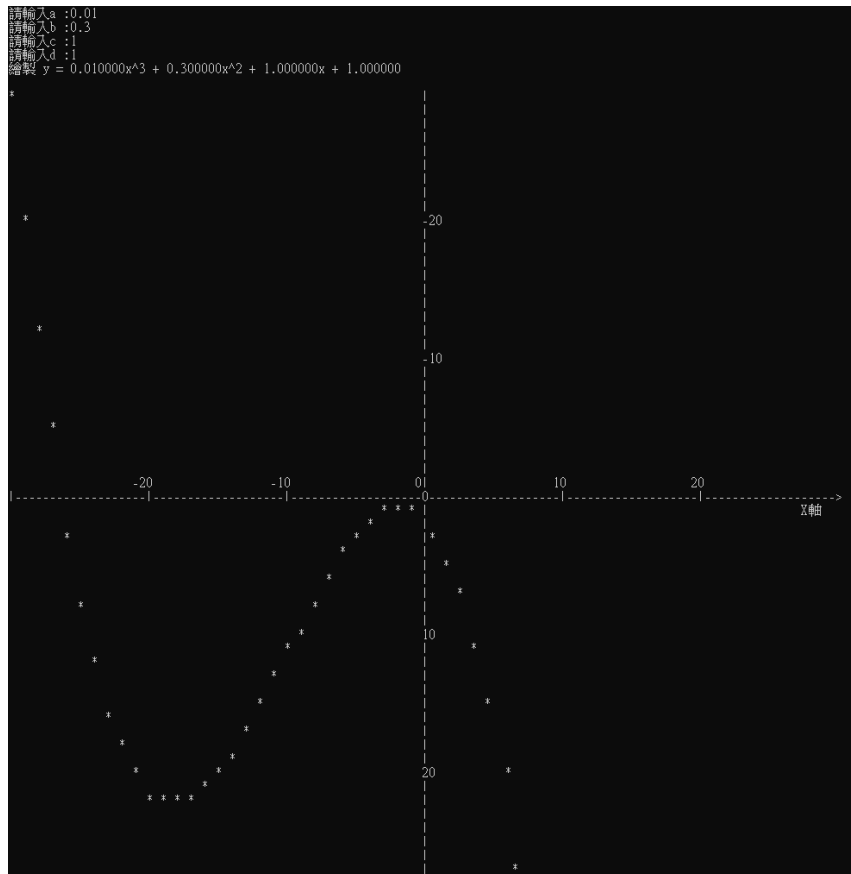 請輸入a :0.01
請輸入b :0.3
請輸入c :1
請輸入d :1
繪製 y = 0.010000x^3 + 0.300000x^2 + 1.000000x + 1.000000
-20
-10
-20 -10 0 10 20
0
X軸
10
20